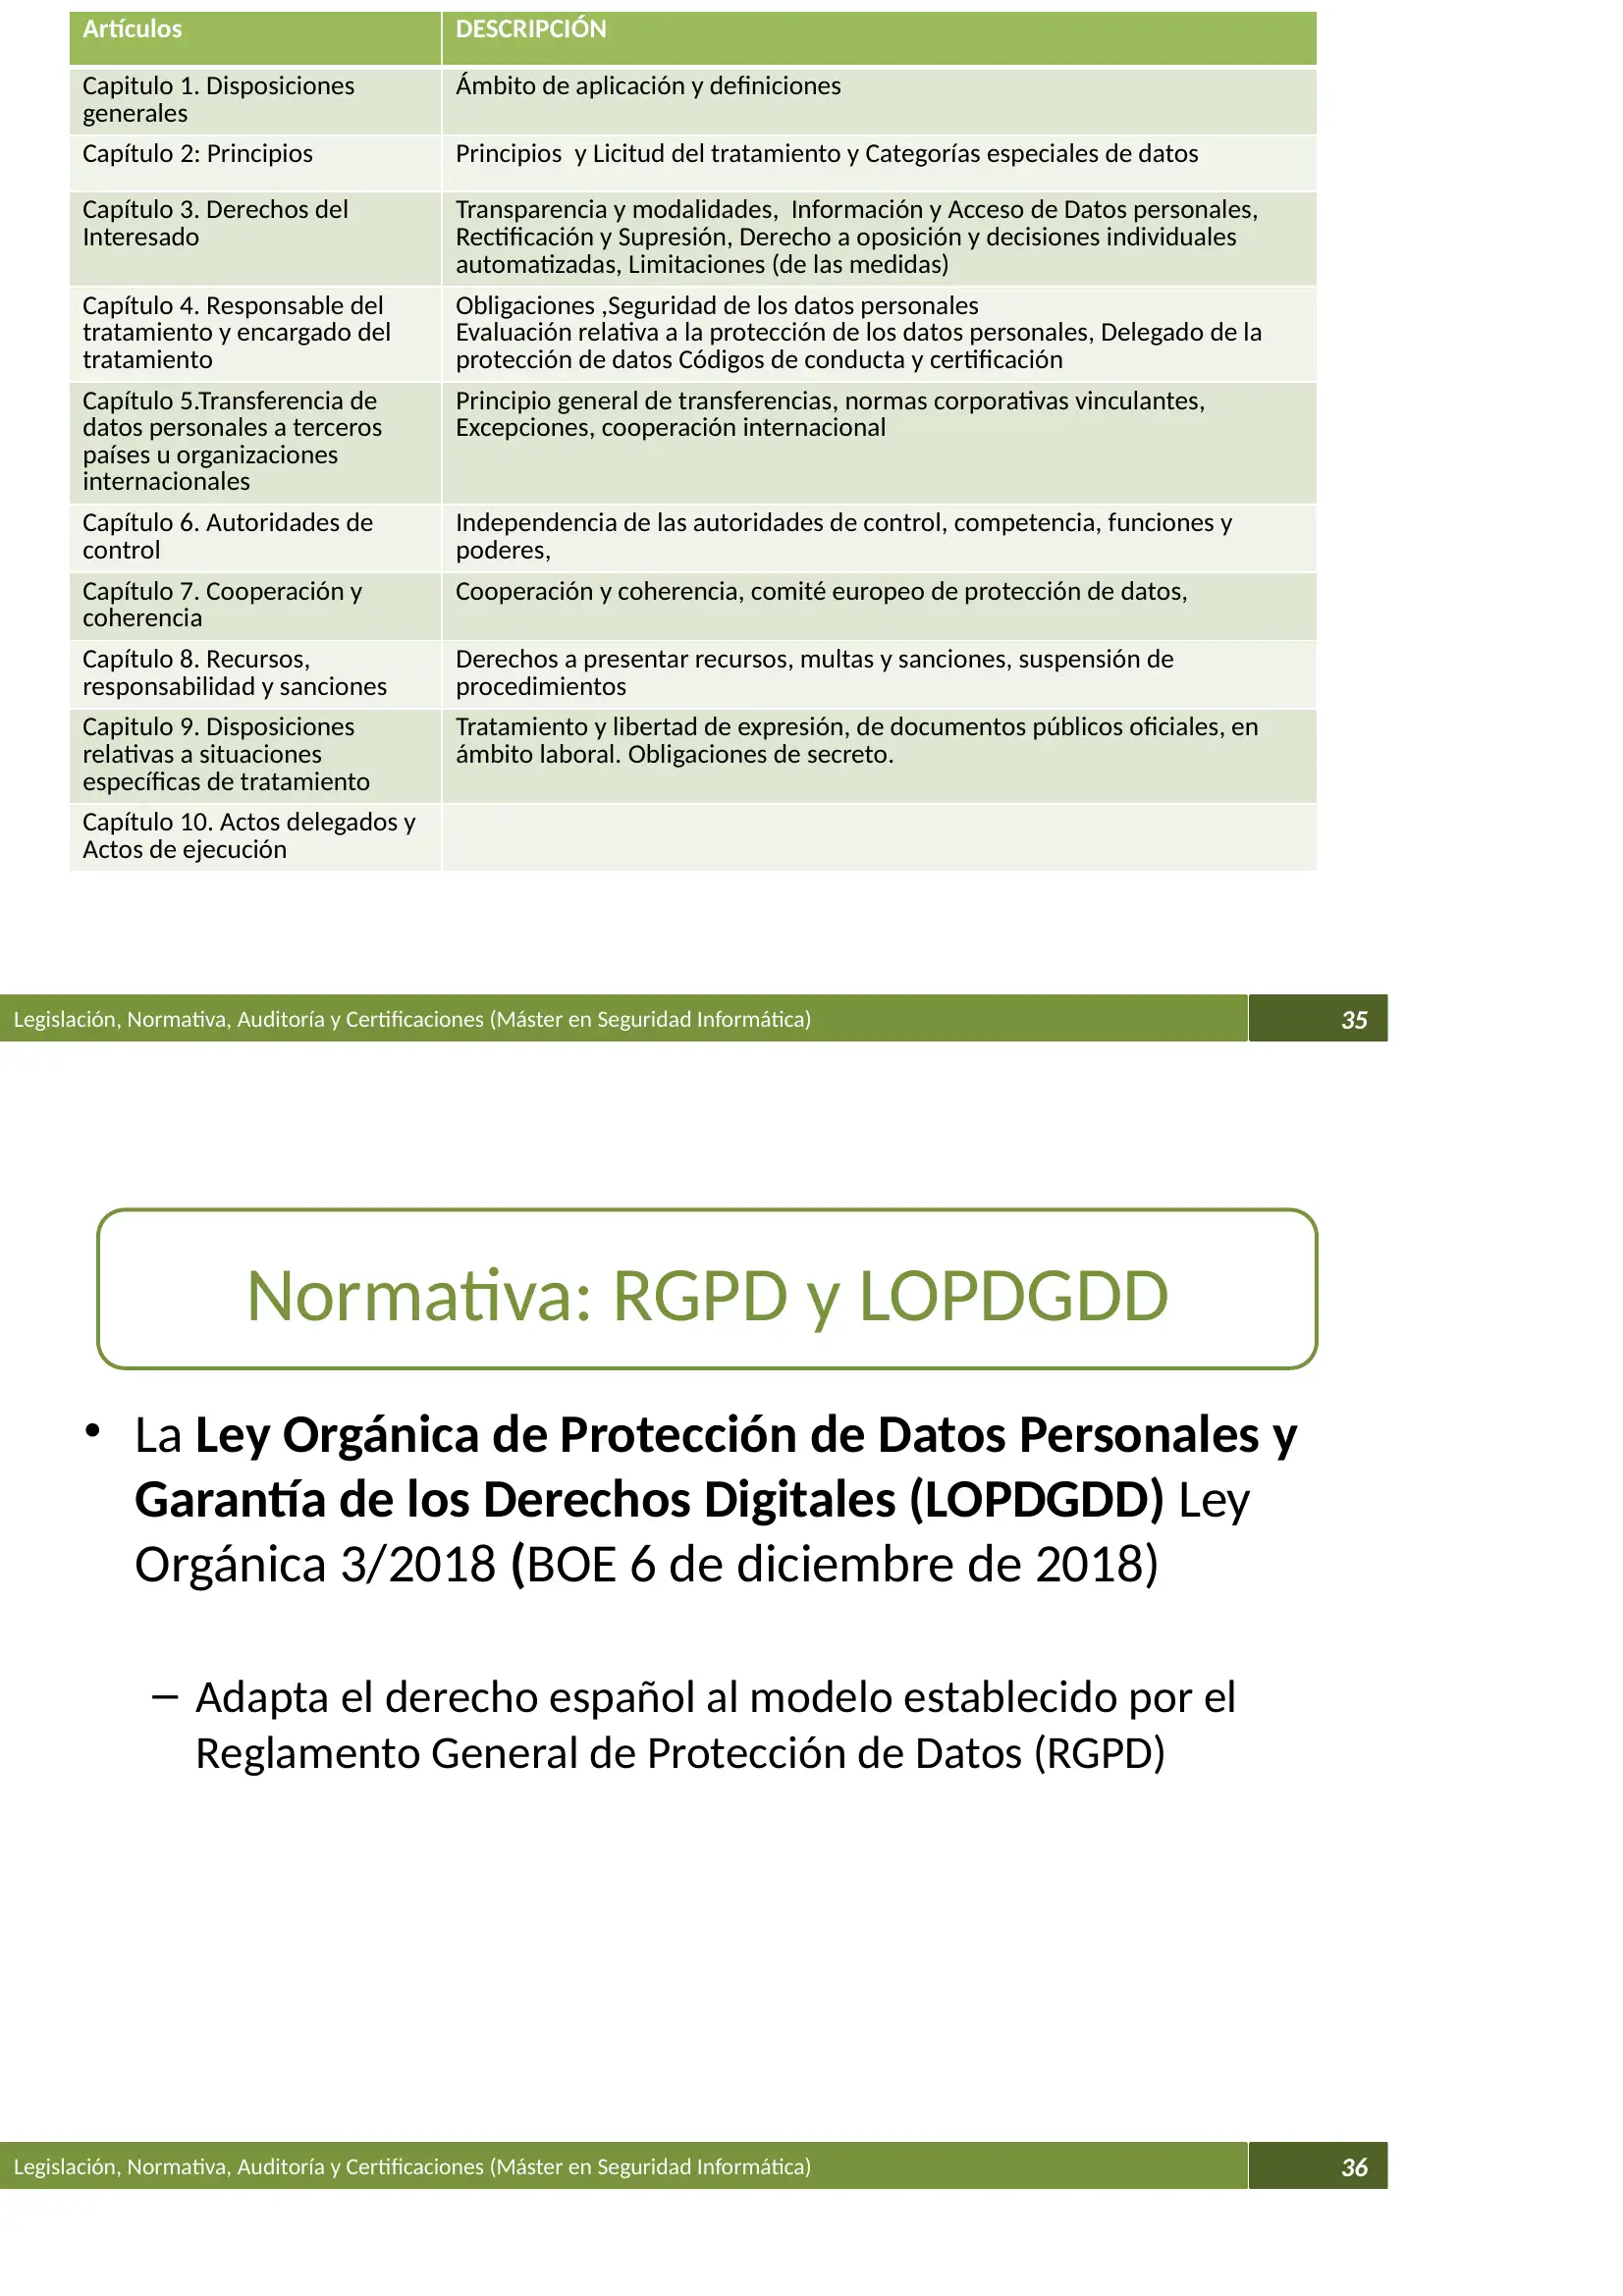 Artículos
DESCRIPCIÓN
Capitulo 1. Disposiciones
generales
Ámbito de aplicación y definiciones
Capítulo 2: Principios
Principios  y Licitud del tratamiento y Categorías especiales de datos
Capítulo 3. Derechos del
Interesado
Transparencia y modalidades,  Información y Acceso de Datos personales,
Rectificación y Supresión, Derecho a oposición y decisiones individuales
automatizadas, Limitaciones (de las medidas)
Capítulo 4. Responsable del
tratamiento y encargado del
tratamiento
Obligaciones ,Seguridad de los datos personales
Evaluación relativa a la protección de los datos personales, Delegado de la
protección de datos Códigos de conducta y certificación
Capítulo 5.Transferencia de
datos personales a terceros
países u organizaciones
internacionales
Principio general de transferencias, normas corporativas vinculantes,
Excepciones, cooperación internacional
Capítulo 6. Autoridades de
control
Independencia de las autoridades de control, competencia, funciones y
poderes,
Capítulo 7. Cooperación y
coherencia
Cooperación y coherencia, comité europeo de protección de datos,
Capítulo 8. Recursos,
responsabilidad y sanciones
Derechos a presentar recursos, multas y sanciones, suspensión de
procedimientos
Capitulo 9. Disposiciones
relativas a situaciones
específicas de tratamiento
Tratamiento y libertad de expresión, de documentos públicos oficiales, en
ámbito laboral. Obligaciones de secreto.
Capítulo 10. Actos delegados y
Actos de ejecución
Legislación, Normativa, Auditoría y Certificaciones (Máster en Seguridad Informática)
35
Normativa: RGPD y LOPDGDD
• La Ley Orgánica de Protección de Datos Personales y
Garantía de los Derechos Digitales (LOPDGDD) Ley
Orgánica 3/2018 (BOE 6 de diciembre de 2018)
– Adapta el derecho español al modelo establecido por el
Reglamento General de Protección de Datos (RGPD)
Legislación, Normativa, Auditoría y Certificaciones (Máster en Seguridad Informática)
36